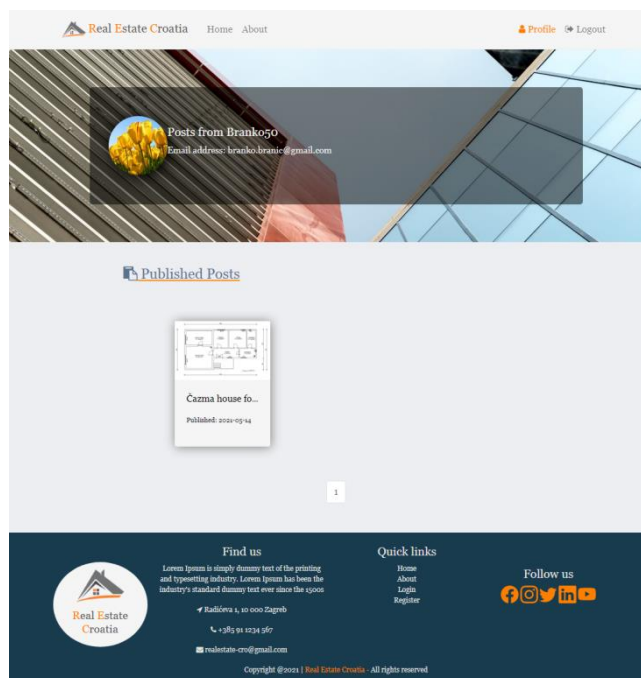 Real Estate Croatia
Home About
Profile Logout
Posts from Branko50
Email address: branko.branic@gmail.com
Published Posts
Čazma house fo...
Published: 2021-03-14
1
Real Estate
Croatia
Find us
Lorem Ipsum is simply dummy text of the printing
and typesetting industry. Lorem Ipsum has been the
industry's standard dummy text ever since the 1500s
Radićeva 1, 10 000 Zagreb
+385 91 1234 567
realestate-cro@gmail.com
Quick links
Home
About
Login
Register
Follow us
Copyright @2021 | Real Estate Croatia - All rights reserved